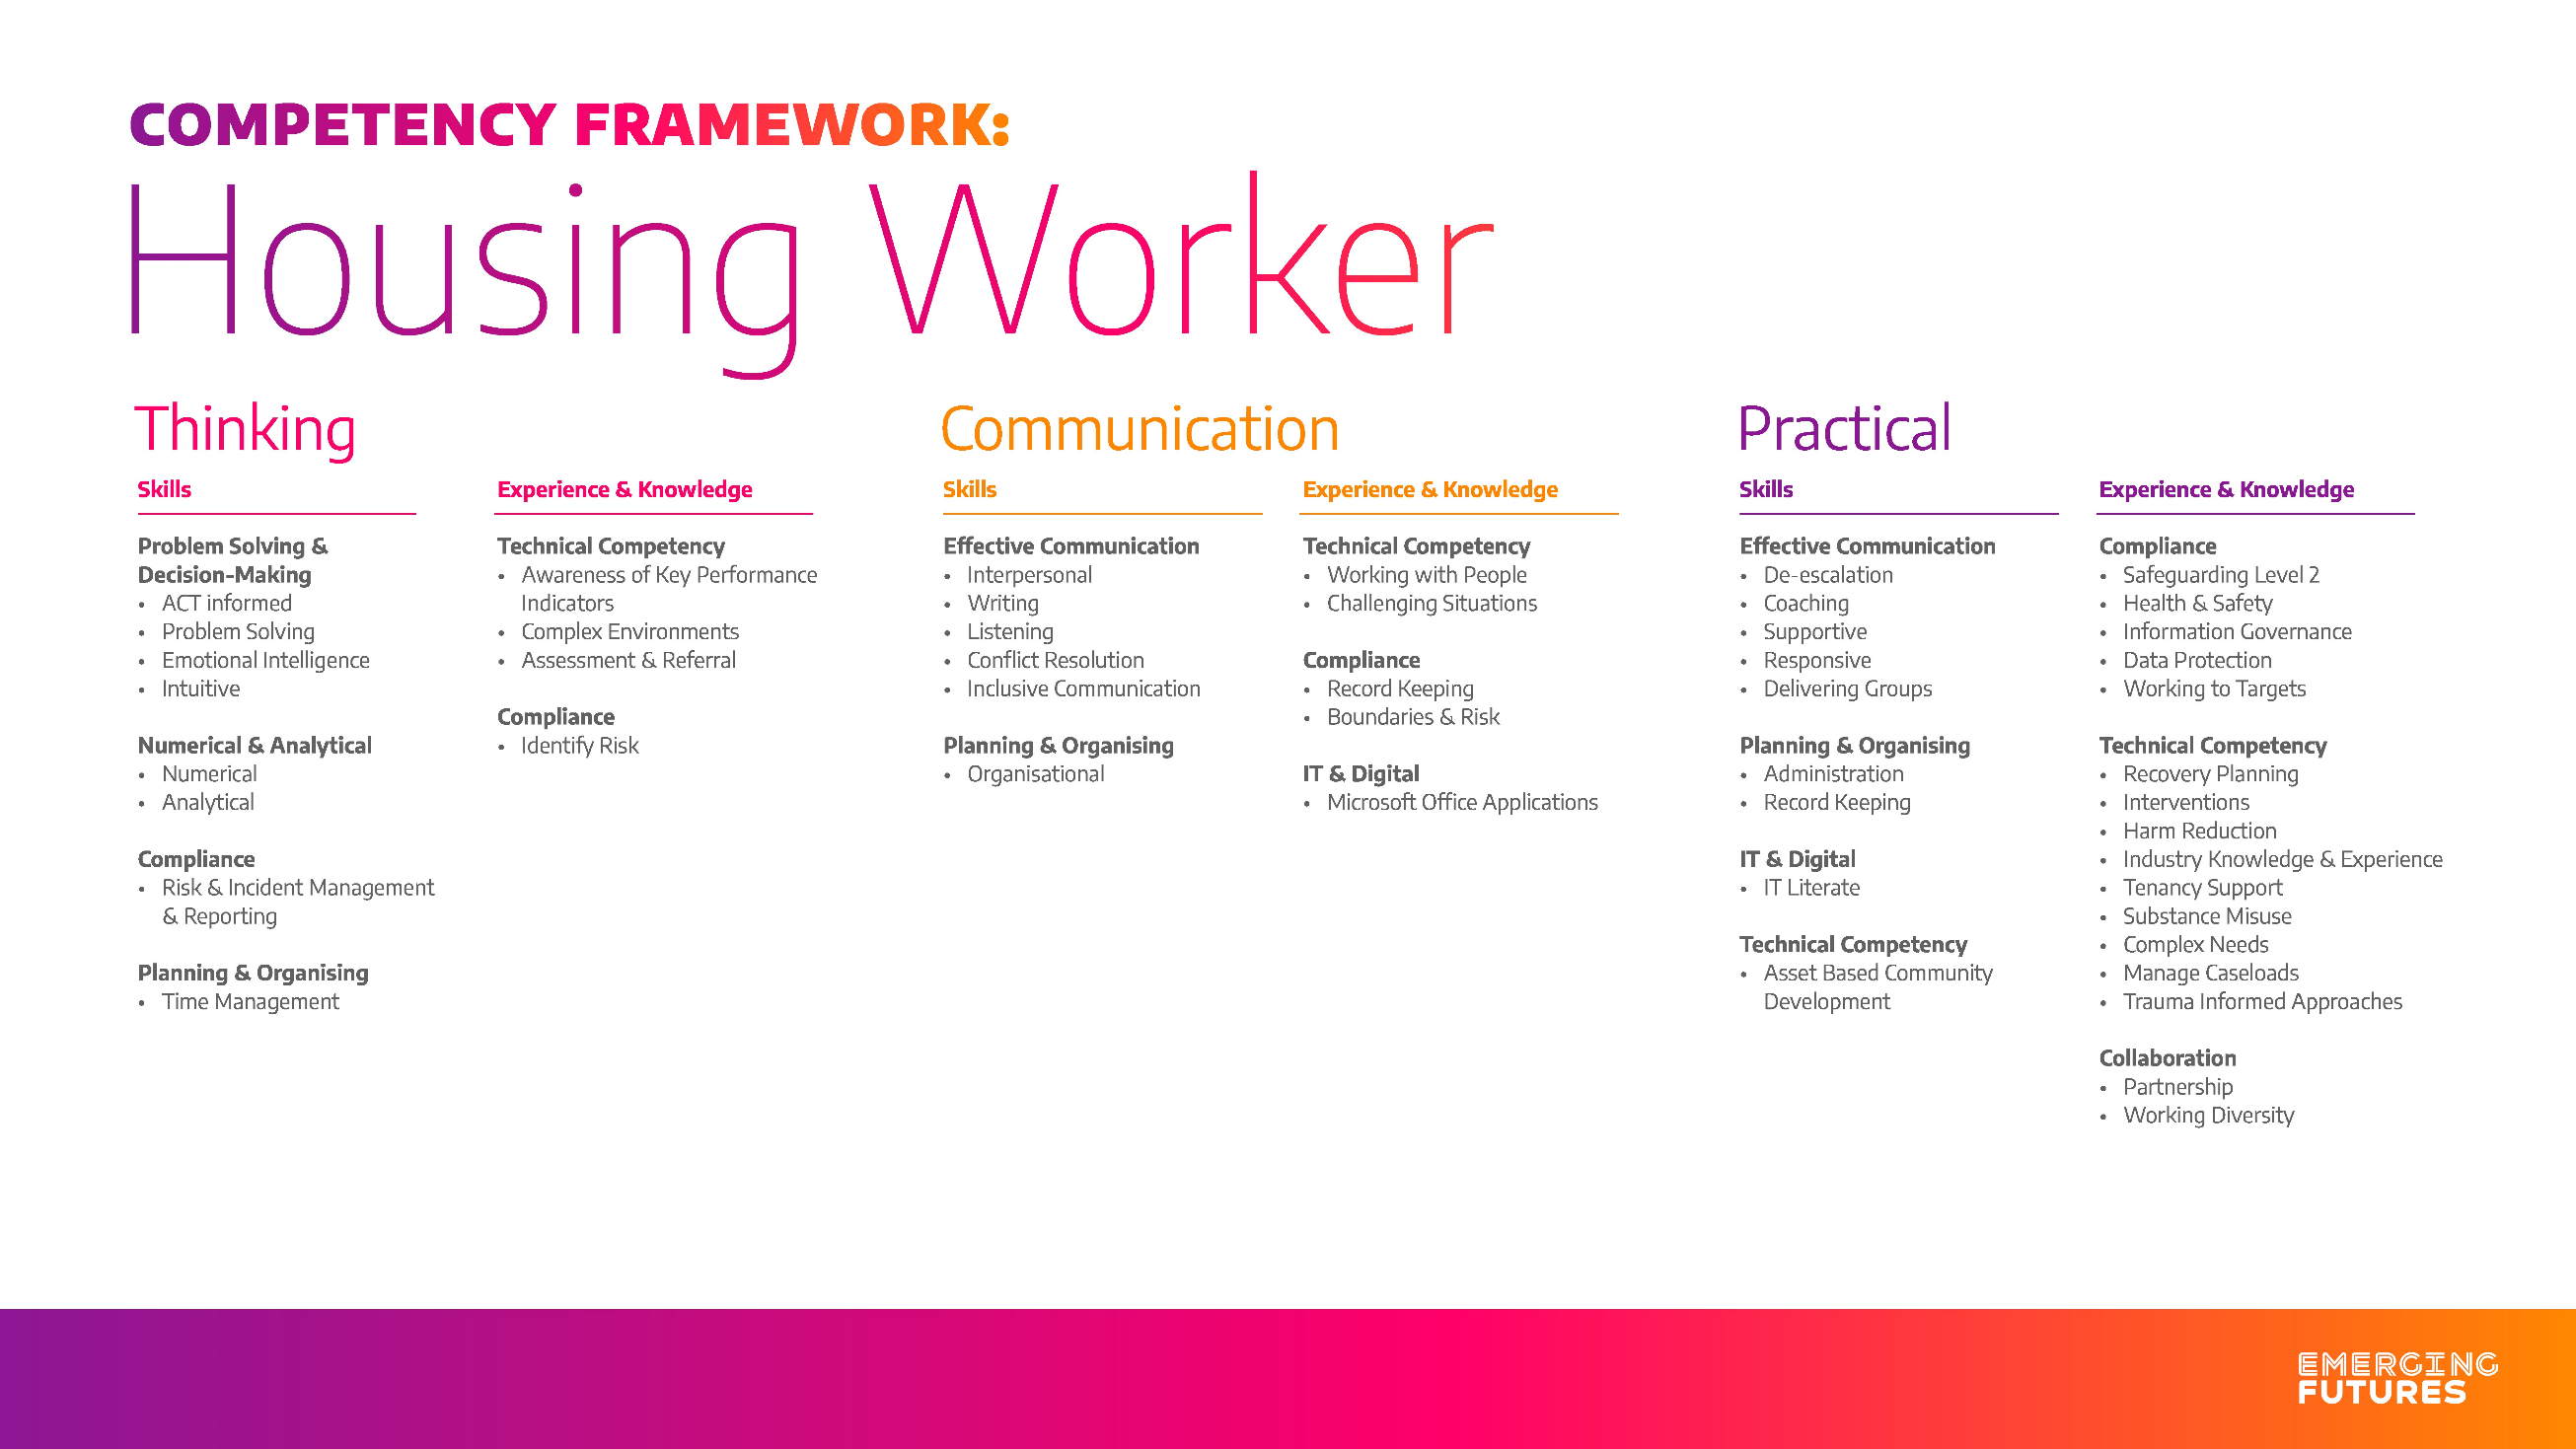 COMPETENCY FRAMEWORK:
Housing Worker
Thinking
Skills
Problem Solving &
Decision-Making
• ACT informed
• Problem Solving
• Emotional Intelligence
• Intuitive
Numerical & Analytical
• Numerical
• Analytical
Compliance
• Risk & Incident Management
& Reporting
Planning & Organising
• Time Management
Experience & Knowledge
Technical Competency
• Awareness of Key Performance
Indicators
• Complex Environments
• Assessment & Referral
Compliance
• Identify Risk
Communication
Skills
Effective Communication
• Interpersonal
• Writing
• Listening
• Conflict Resolution
• Inclusive Communication
Planning & Organising
• Organisational
Experience & Knowledge
Technical Competency
• Working with People
• Challenging Situations
Compliance
• Record Keeping
• Boundaries & Risk
IT & Digital
• Microsoft Office Applications
Practical
Skills
Effective Communication
• De-escalation
• Coaching
• Supportive
• Responsive
• Delivering Groups
Planning & Organising
• Administration
• Record Keeping
IT & Digital
• IT Literate
Technical Competency
• Asset Based Community
Development
Experience & Knowledge
Compliance
• Safeguarding Level 2
• Health & Safety
• Information Governance
• Data Protection
• Working to Targets
Technical Competency
• Recovery Planning
• Interventions
• Harm Reduction
• Industry Knowledge & Experience
• Tenancy Support
• Substance Misuse
• Complex Needs
• Manage Caseloads
• Trauma Informed Approaches
Collaboration
• Partnership
• Working Diversity
EMERGING
FUTURES